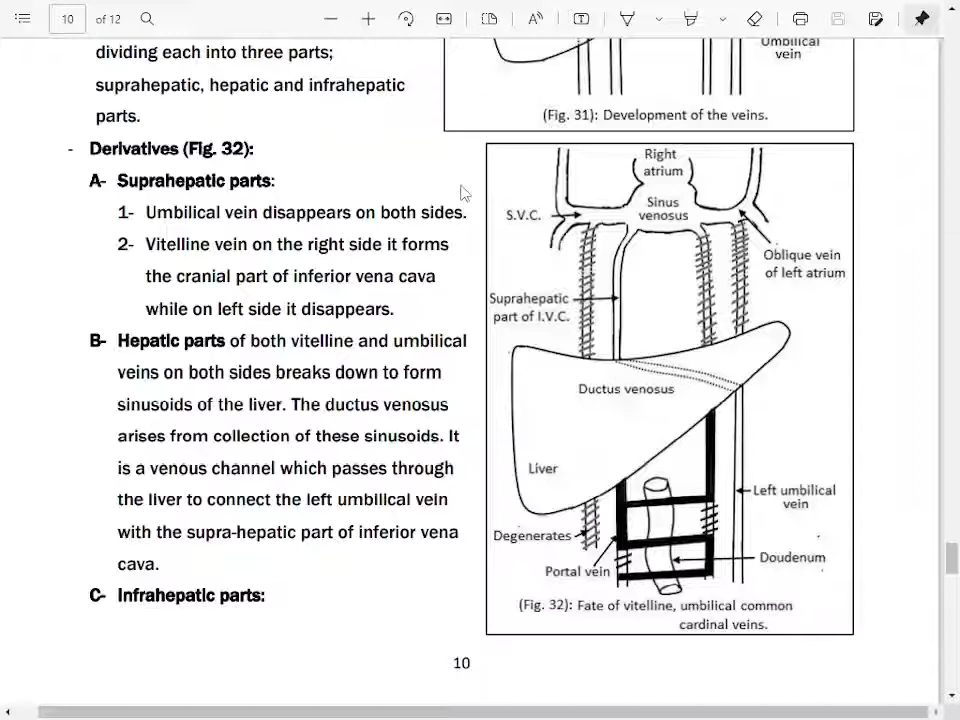 10 of 12
dividing each into three parts;
suprahepatic, hepatic and infrahepatic
parts.
- Derivatives (Fig. 32):
A- Suprahepatic parts:
1- Umbilical vein disappears on both sides.
2- Vitelline vein on the right side it forms
the cranial part of inferior vena cava
while on left side it disappears.
B- Hepatic parts of both vitelline and umbilical
veins on both sides breaks down to form
sinusoids of the liver. The ductus venosus
arises from collection of these sinusoids. It
is a venous channel which passes through
the liver to connect the left umbilical vein
with the supra-hepatic part of inferior vena
cava.
C- Infrahepatic parts:
Umbilical
vein
(Fig. 31): Development of the veins.
Right
atrium
Sinus
venosus
S.V.C.
Oblique vein
of left atrium
Suprahepatic
part of I.V.C.
Ductus venosus
Liver
Left umbilical
vein
Degenerates
Doudenum
Portal vein
(Fig. 32): Fate of vitelline, umbilical common
cardinal veins.
10